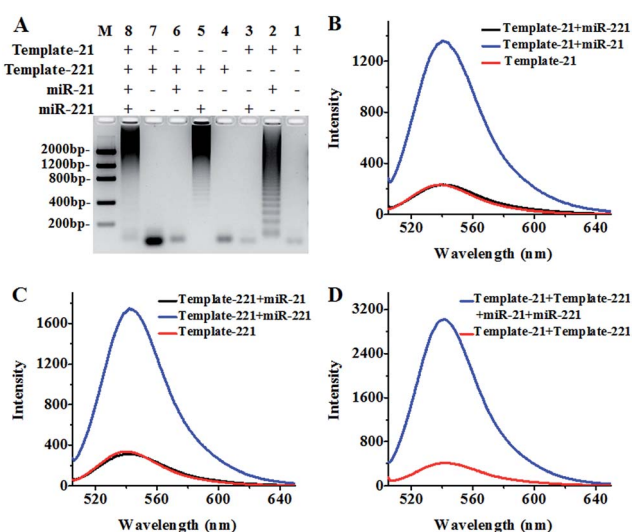 A
M 8 7 6 5 4 3 2 1
Template-21 + + - - - + + +
Template-221 + + + + + - - -
miR-21 + - + - - - + -
miR-221 + - - + - + - -
2000bp-
1200bp-
800bp-
400bp-
200bp-
B
Template-21+miR-221
Template-21+miR-21
Template-21
Intensity
1200
800
400
0
520 560 600 640
Wavelength (nm)
C
Template-221+miR-21
Template-221+miR-221
Template-221
Intensity
1600
1200
800
400
0
520 560 600 640
Wavelength (nm)
D
Template-21+Template-221
+miR-21+miR-221
Template-21+Template-221
Intensity
3200
2400
1600
800
0
520 560 600 640
Wavelength (nm)